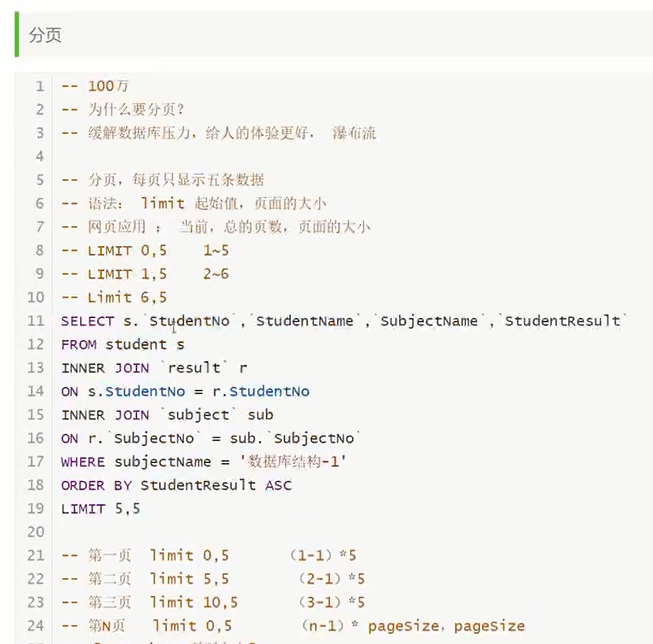 分页
1 -- 100万
2 -- 为什么要分页？
3 -- 缓解数据库压力，给人的体验更好， 瀑布流
4
5 -- 分页，每页只显示五条数据
6 -- 语法： limit 起始值，页面的大小
7 -- 网页应用 ： 当前，总的页数，页面的大小
8 -- LIMIT 0,5 1~5
9 -- LIMIT 1,5 2~6
10 -- Limit 6,5
11 SELECT s.`StudentNo`,`StudentName`,`SubjectName`,`StudentResult`
12 FROM student s
13 INNER JOIN `result` r
14 ON s.StudentNo = r.StudentNo
15 INNER JOIN `subject` sub
16 ON r.`SubjectNo` = sub.`SubjectNo`
17 WHERE subjectName = '数据库结构-1'
18 ORDER BY StudentResult ASC
19 LIMIT 5,5
20
21 -- 第一页 limit 0,5 （1-1）*5
22 -- 第二页 limit 5,5 （2-1）*5
23 -- 第三页 limit 10,5 （3-1）*5
24 -- 第N页 limit 0,5 （n-1）* pageSize，pageSize